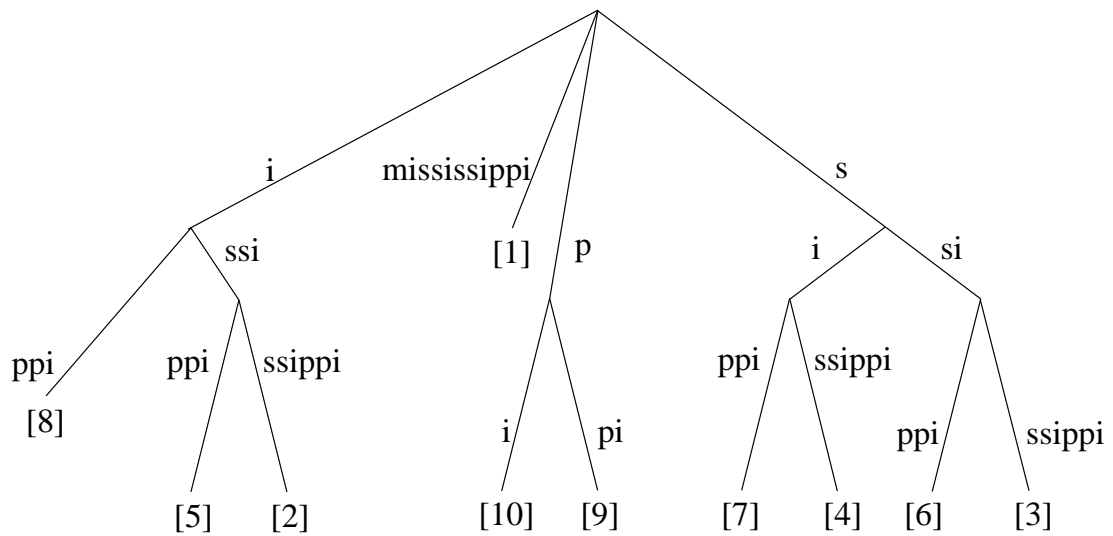 i
mississippi
s
ssi
[1]
p
i
si
ppi
ppi
ssippi
ppi
ssippi
[8]
i
pi
ppi
ssippi
[5]
[2]
[10]
[9]
[7]
[4]
[6]
[3]